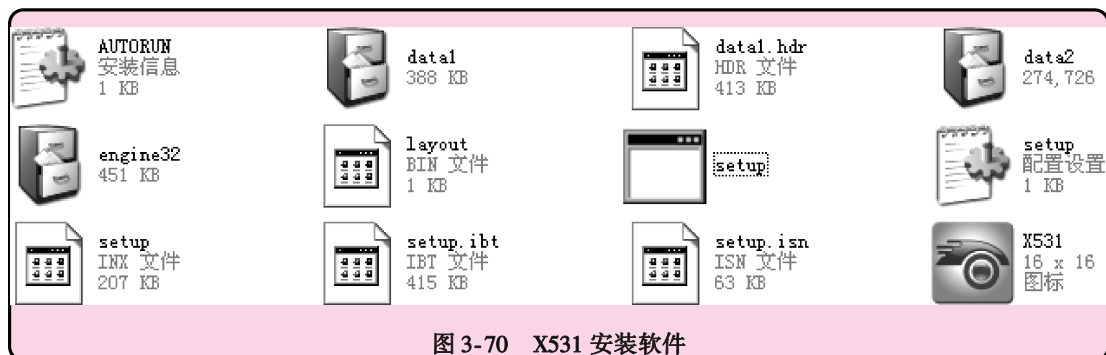 AUTORUN
安装信息
1 KB
data1
388 KB
data1.hdr
HDR 文件
413 KB
data2
274,726
engine32
451 KB
layout
BIN 文件
1 KB
setup
setup
配置设置
1 KB
setup
INX 文件
207 KB
setup.ibt
IBT 文件
415 KB
setup.isn
ISN 文件
63 KB
X531
16 x 16
图标
图 3-70 X531 安装软件